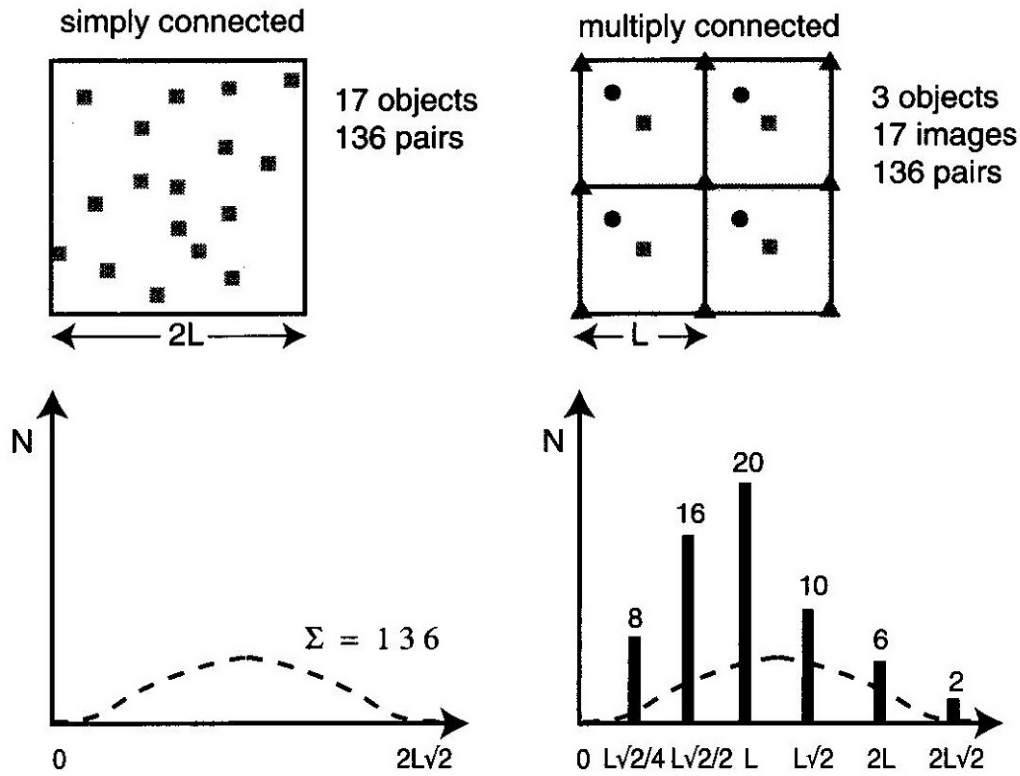 simply connected
17 objects
136 pairs
2L
multiply connected
3 objects
17 images
136 pairs
L
N
Σ = 136
0
2L√2
N
8
16
20
10
6
2
0 L√2/4 L√2/2 L L√2 2L 2L√2